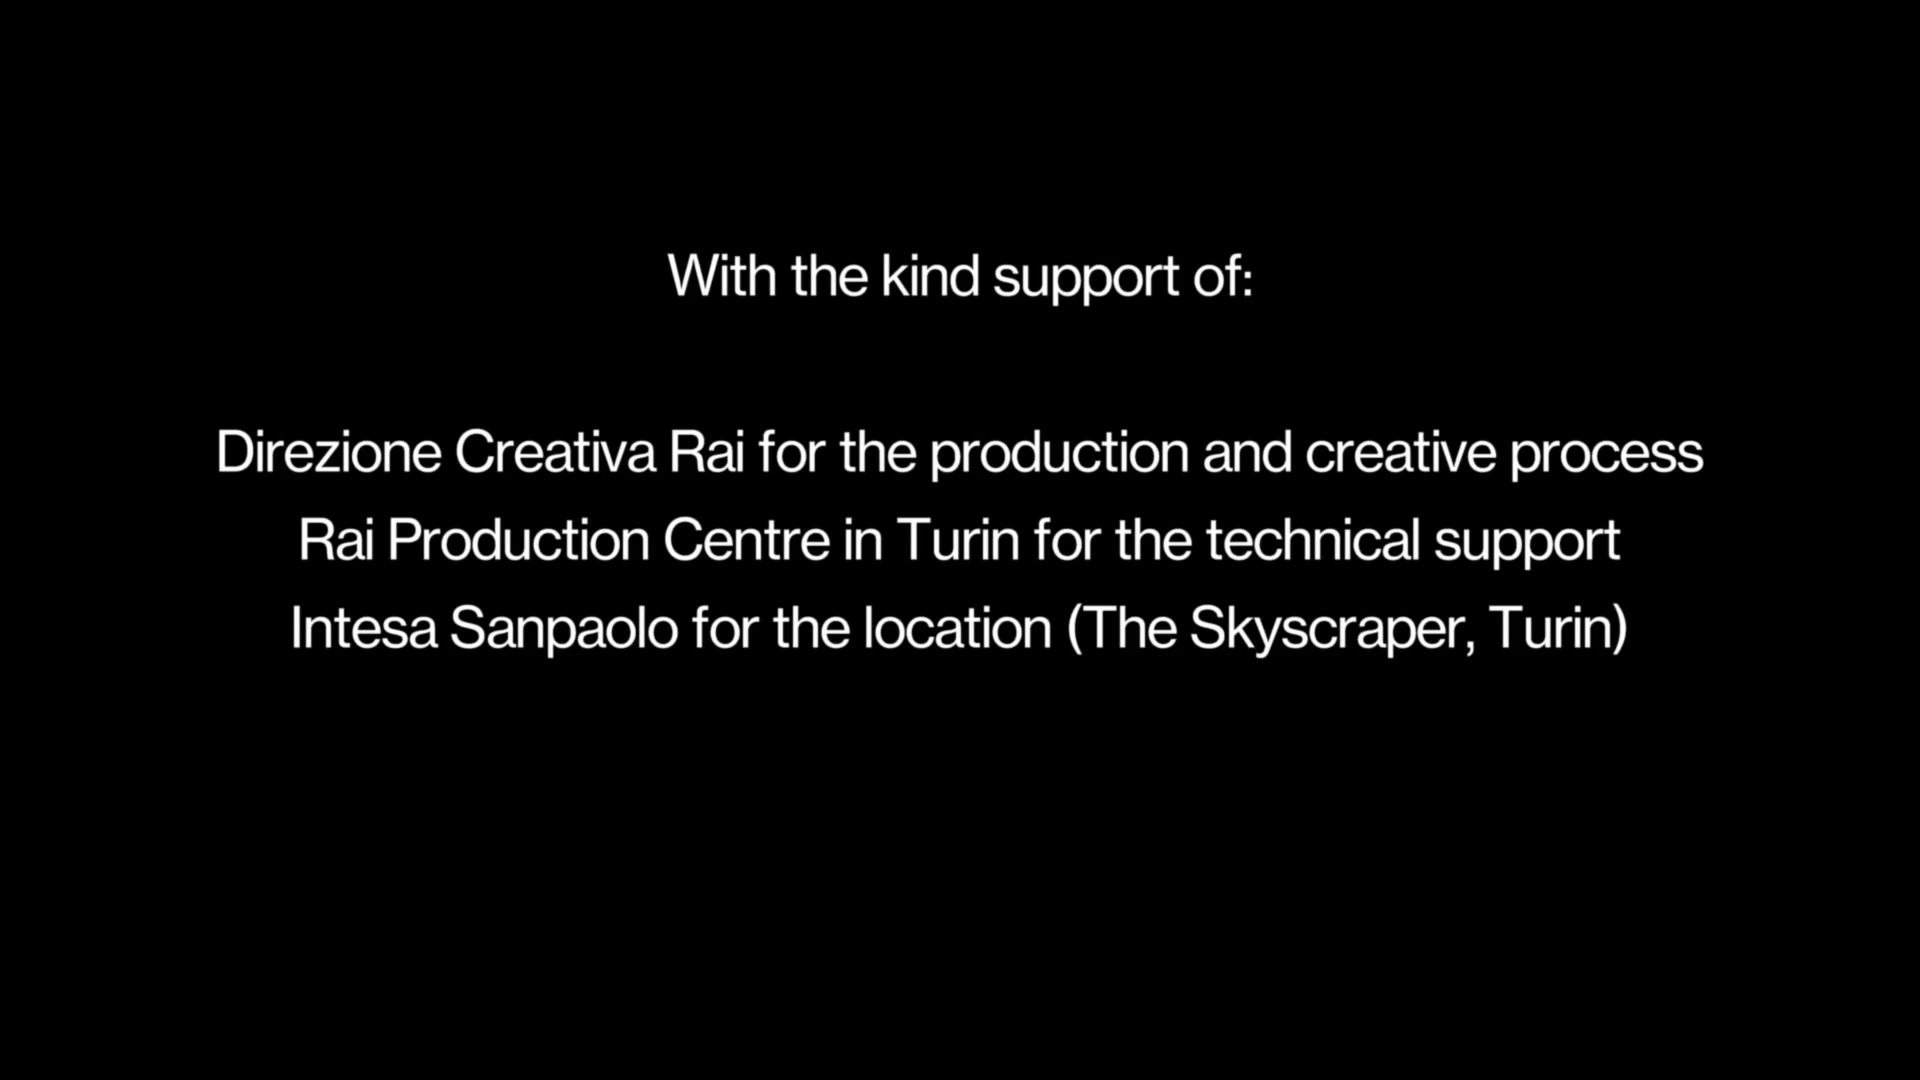 With the kind support of:
Direzione Creativa Rai for the production and creative process
Rai Production Centre in Turin for the technical support
Intesa Sanpaolo for the location (The Skyscraper, Turin)